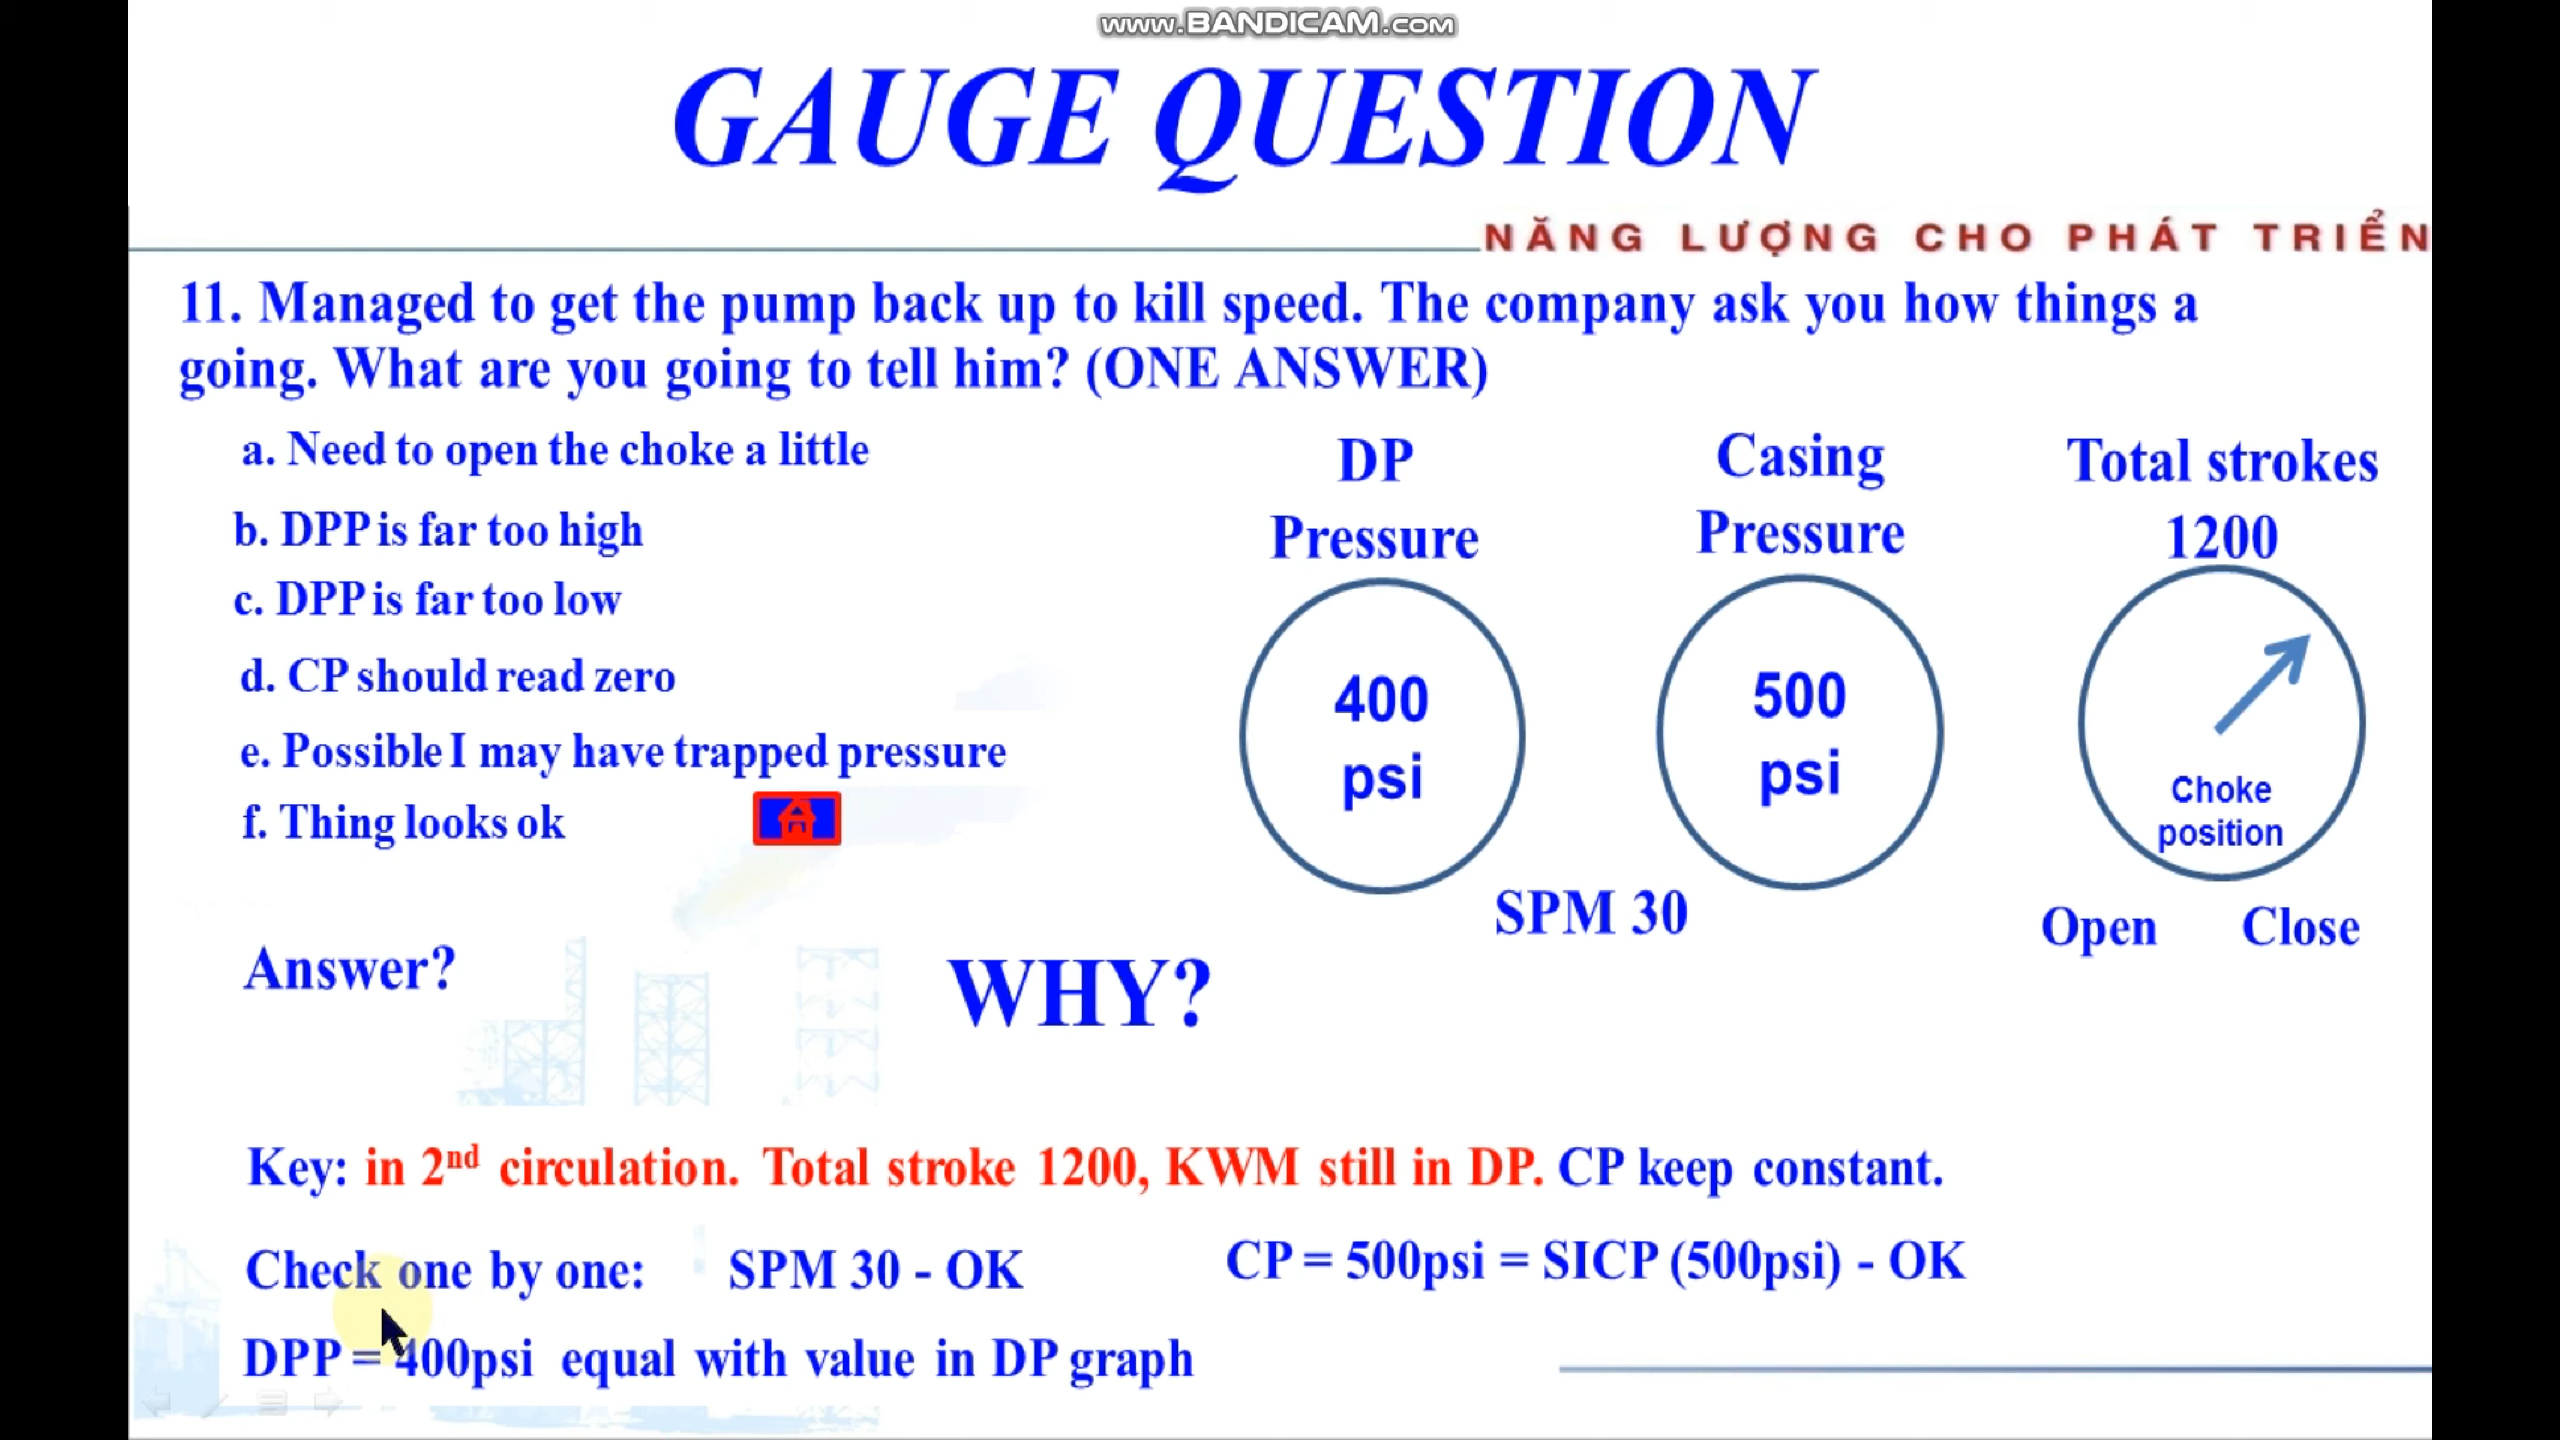 www.BANDICAM.com
GAUGE QUESTION
NĂNG LƯỢNG CHO PHÁT TRIỂN
11. Managed to get the pump back up to kill speed. The company ask you how things a
going. What are you going to tell him? (ONE ANSWER)
a. Need to open the choke a little
b. DPP is far too high
c. DPP is far too low
d. CP should read zero
e. Possible I may have trapped pressure
f. Thing looks ok
DP
Pressure
400
psi
Casing
Pressure
500
psi
Total strokes
1200
Choke
position
SPM 30
Open Close
Answer?
WHY?
Key: in 2nd circulation. Total stroke 1200, KWM still in DP. CP keep constant.
Check one by one: SPM 30 - OK CP = 500psi = SICP (500psi) - OK
DPP = 400psi equal with value in DP graph